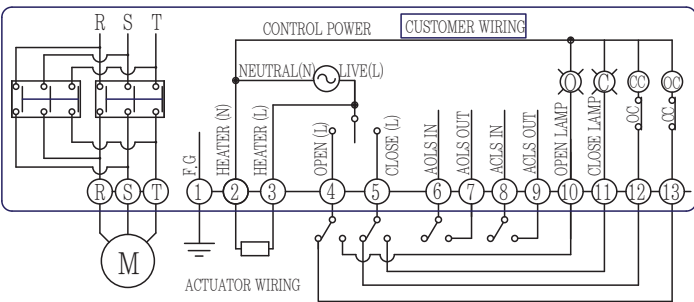 R S T
CONTROL POWER
CUSTOMER WIRING
NEUTRAL(N)
LIVE(L)
O
C
CC
OC
OC
CC
F.G
HEATER (N)
HEATER (L)
OPEN (L)
CLOSE (L)
AOLS IN
AOLS OUT
ACLS IN
ACLS OUT
OPEN LAMP
CLOSE LAMP
R S T 1 2 3 4 5 6 7 8 9 10 11 12 13
M
ACTUATOR WIRING